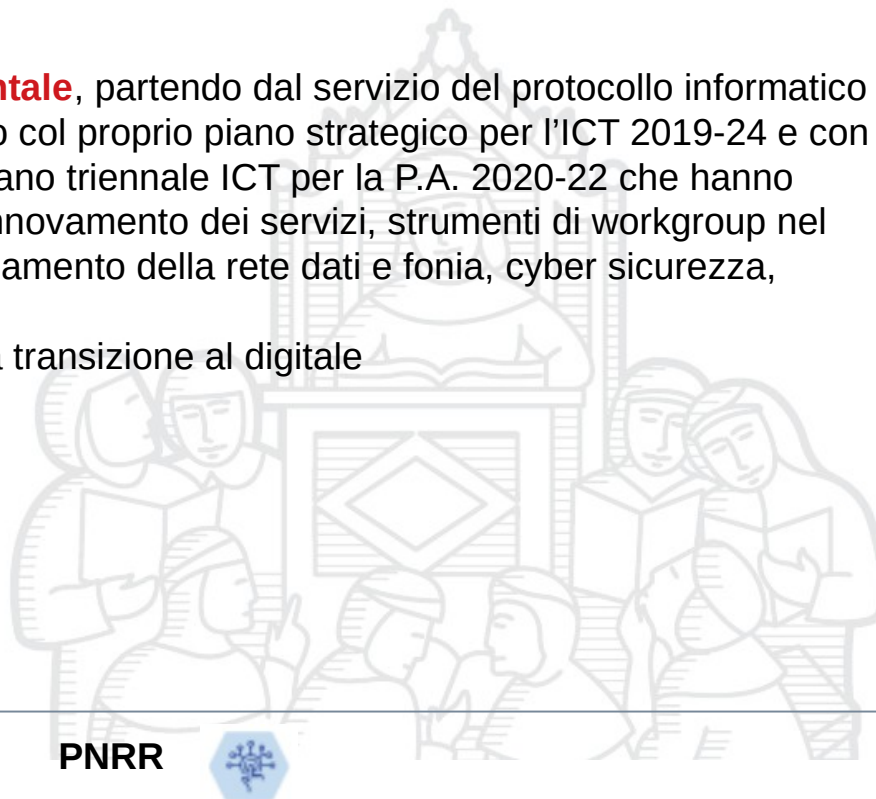 ntale, partendo dal servizio del protocollo informatico
o col proprio piano strategico per l’ICT 2019-24 e con
ano triennale ICT per la P.A. 2020-22 che hanno
nnovamento dei servizi, strumenti di workgroup nel
amento della rete dati e fonia, cyber sicurezza,
a transizione al digitale
PNRR